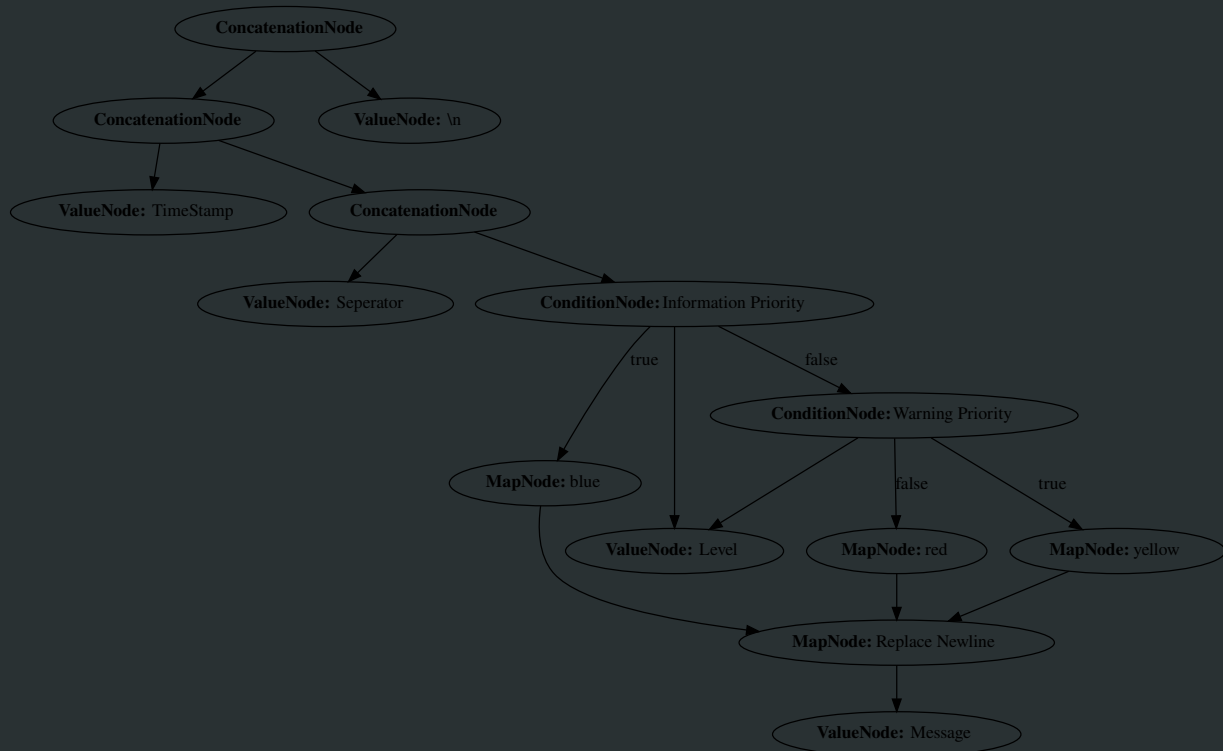 ConcatenationNode
ConcatenationNode
ValueNode: \n
ValueNode: TimeStamp
ConcatenationNode
ValueNode: Seperator
ConditionNode: Information Priority
true
false
ConditionNode: Warning Priority
MapNode: blue
false
true
ValueNode: Level
MapNode: red
MapNode: yellow
MapNode: Replace Newline
ValueNode: Message